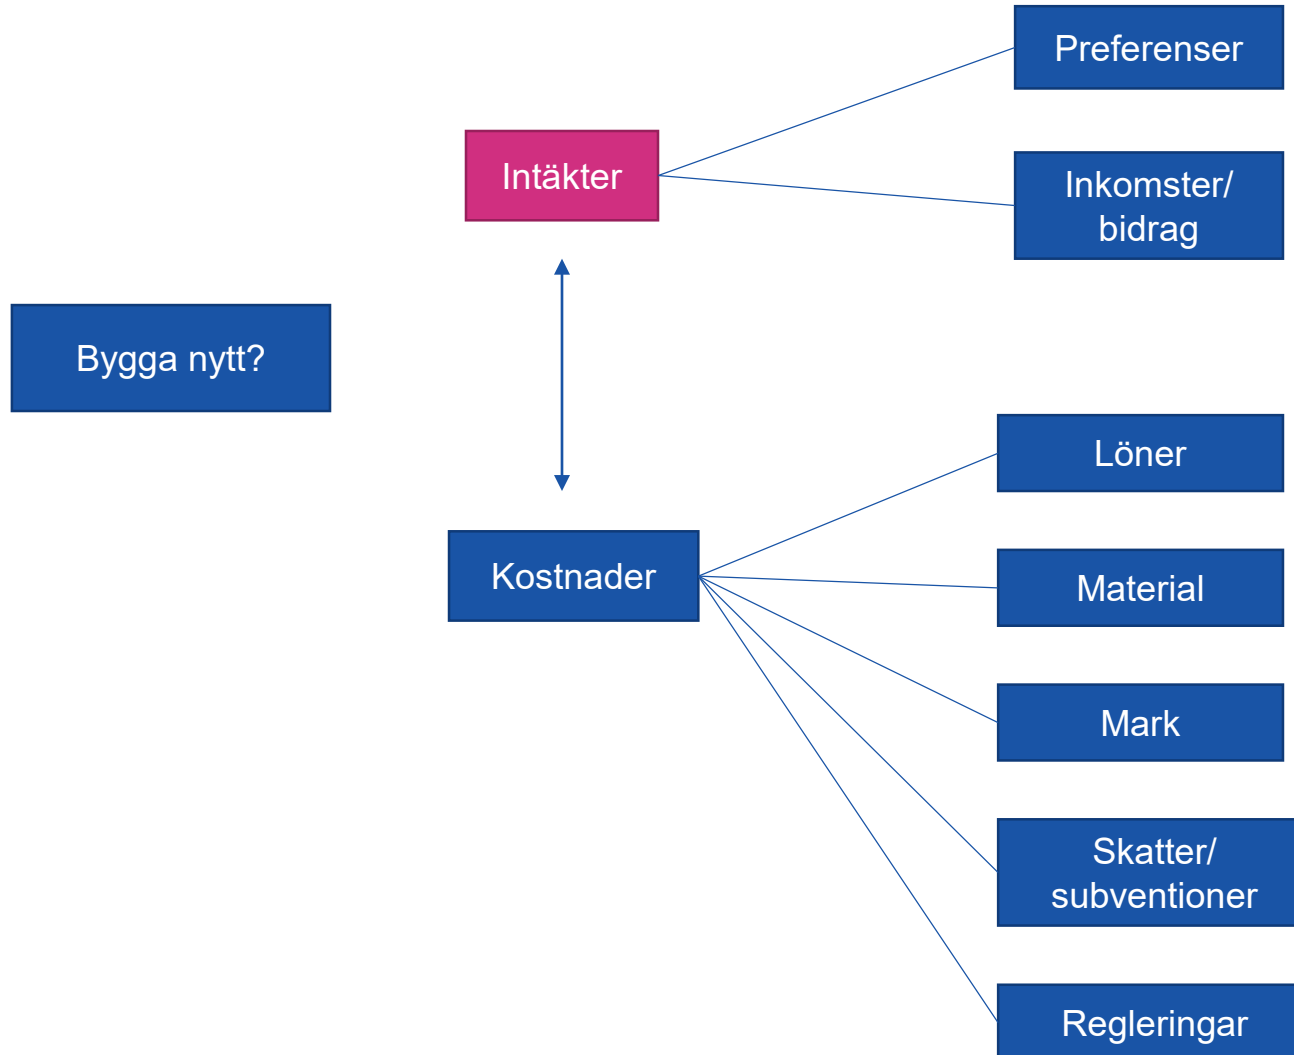 Preferenser
Intäkter
Inkomster/
bidrag
Bygga nytt?
Löner
Kostnader
Material
Mark
Skatter/
subventioner
Regleringar